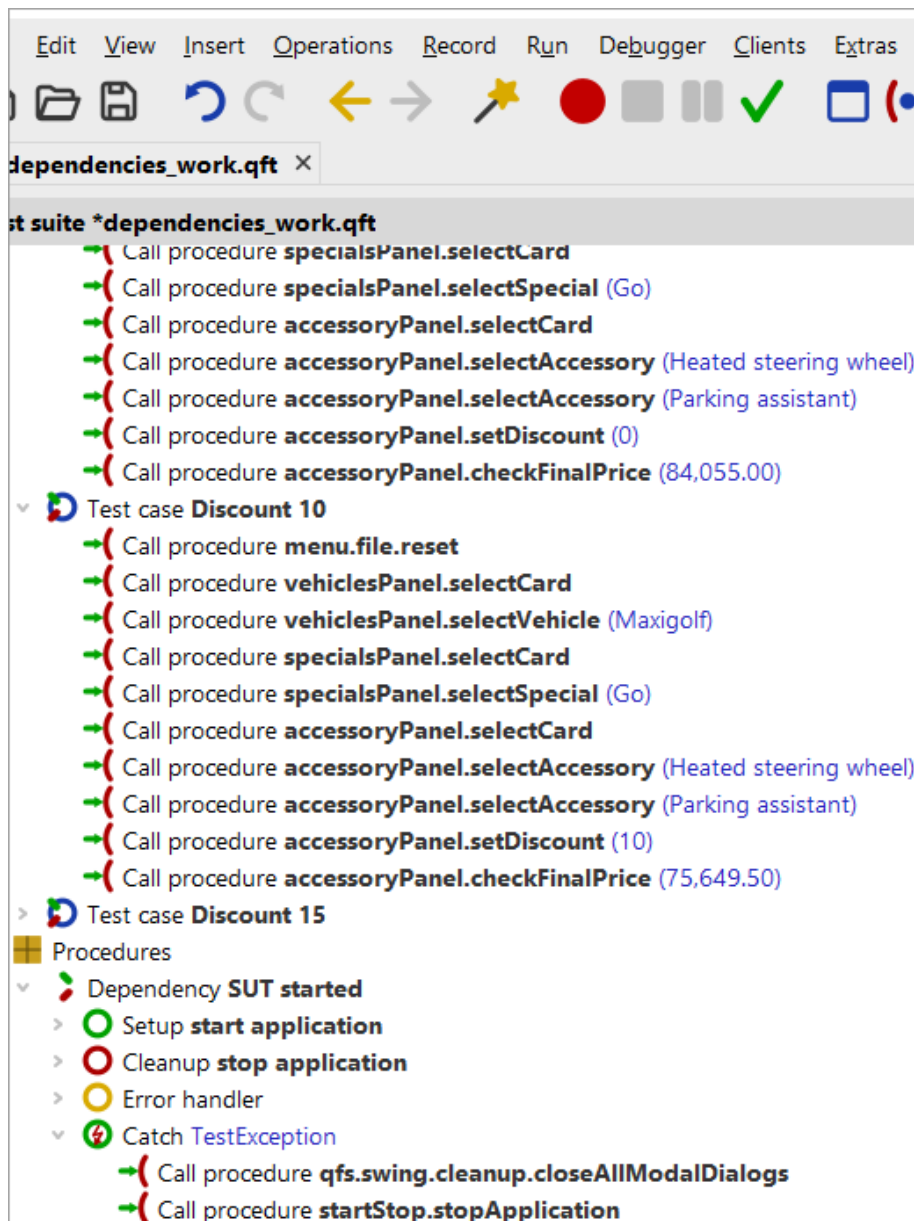 Edit View Insert Operations Record Run Debugger Clients Extras
dependencies_work.qft ×
st suite *dependencies_work.qft
Call procedure specialsPanel.selectCard
Call procedure specialsPanel.selectSpecial (Go)
Call procedure accessoryPanel.selectCard
Call procedure accessoryPanel.selectAccessory (Heated steering wheel)
Call procedure accessoryPanel.selectAccessory (Parking assistant)
Call procedure accessoryPanel.setDiscount (0)
Call procedure accessoryPanel.checkFinalPrice (84,055.00)
Test case Discount 10
Call procedure menu.file.reset
Call procedure vehiclesPanel.selectCard
Call procedure vehiclesPanel.selectVehicle (Maxigolf)
Call procedure specialsPanel.selectCard
Call procedure specialsPanel.selectSpecial (Go)
Call procedure accessoryPanel.selectCard
Call procedure accessoryPanel.selectAccessory (Heated steering wheel)
Call procedure accessoryPanel.selectAccessory (Parking assistant)
Call procedure accessoryPanel.setDiscount (10)
Call procedure accessoryPanel.checkFinalPrice (75,649.50)
Test case Discount 15
Procedures
Dependency SUT started
Setup start application
Cleanup stop application
Error handler
Catch TestException
Call procedure qfs.swing.cleanup.closeAllModalDialogs
Call procedure startStop.stopApplication